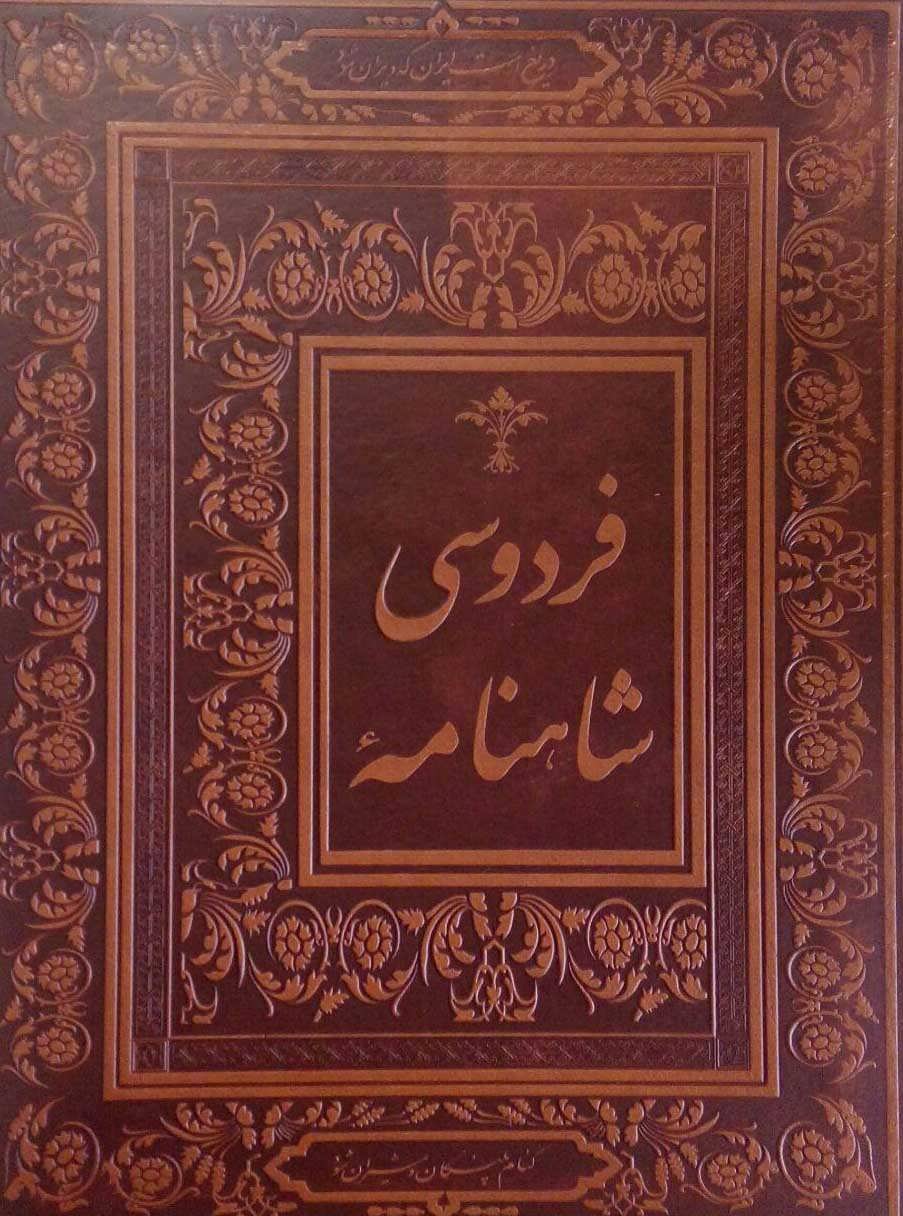 دریغ است ایران که ویران شود
فردوسی
شاهنامهٔ
کنام پلنگان و شیران شود